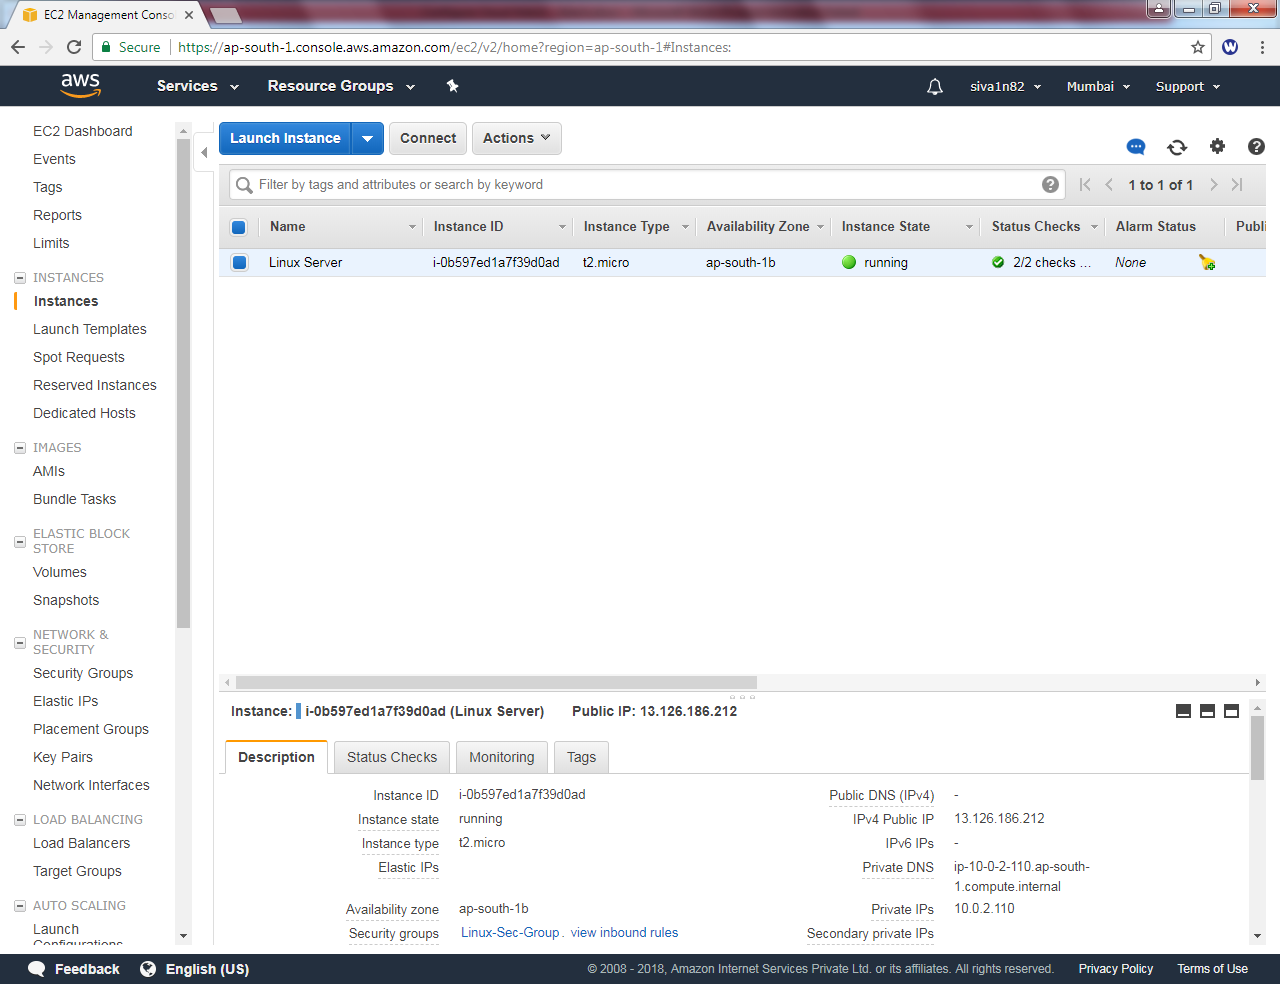 EC2 Management Conso
Secure https://ap-south-1.console.aws.amazon.com/ec2/v2/home?region=ap-south-1#Instances:
W
aws Services Resource Groups siva1n82 Mumbai Support
EC2 Dashboard
Events
Tags
Reports
Limits
INSTANCES
Instances
Launch Templates
Spot Requests
Reserved Instances
Dedicated Hosts
IMAGES
AMIs
Bundle Tasks
ELASTIC BLOCK
STORE
Volumes
Snapshots
NETWORK &
SECURITY
Security Groups
Elastic IPs
Placement Groups
Key Pairs
Network Interfaces
LOAD BALANCING
Load Balancers
Target Groups
AUTO SCALING
Launch
Configurations
Launch Instance Connect Actions
Filter by tags and attributes or search by keyword 1 to 1 of 1
Name Instance ID Instance Type Availability Zone Instance State Status Checks Alarm Status Publi
Linux Server i-0b597ed1a7f39d0ad t2.micro ap-south-1b running 2/2 checks ... None
Instance: i-0b597ed1a7f39d0ad (Linux Server) Public IP: 13.126.186.212
Description Status Checks Monitoring Tags
Instance ID i-0b597ed1a7f39d0ad Public DNS (IPv4) -
Instance state running IPv4 Public IP 13.126.186.212
Instance type t2.micro IPv6 IPs -
Elastic IPs Private DNS ip-10-0-2-110.ap-south-
1.compute.internal
Availability zone ap-south-1b Private IPs 10.0.2.110
Security groups Linux-Sec-Group . view inbound rules Secondary private IPs
Feedback English (US) © 2008 - 2018, Amazon Internet Services Private Ltd. or its affiliates. All rights reserved. Privacy Policy Terms of Use